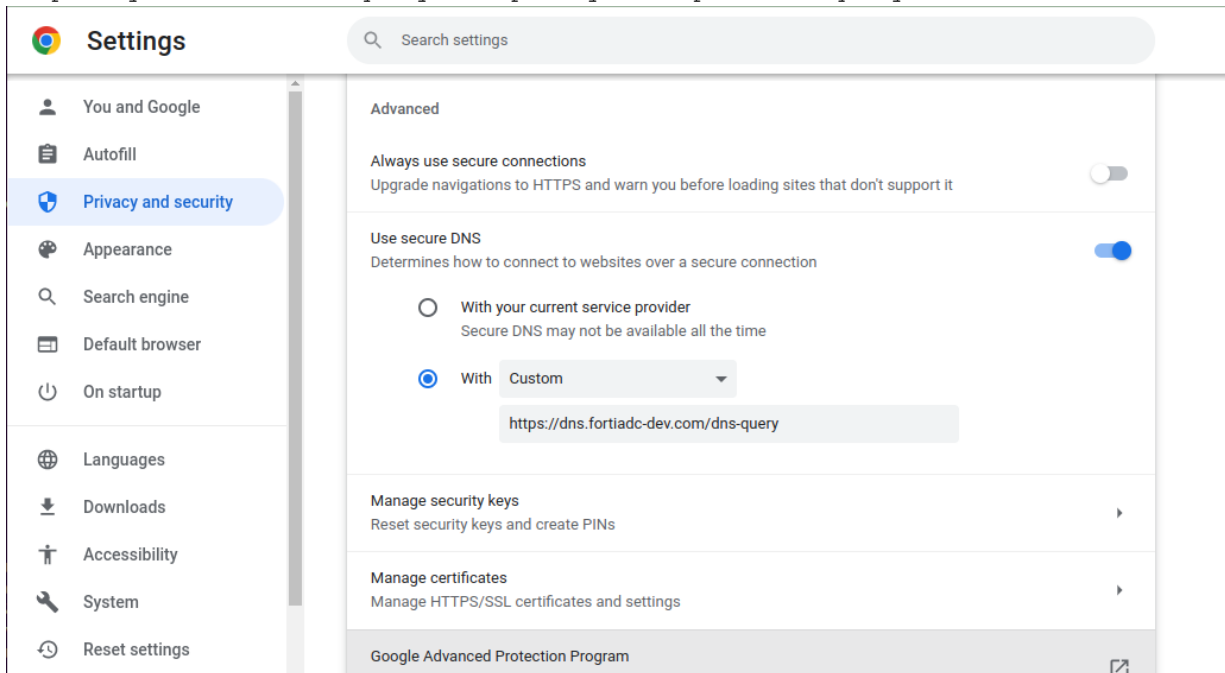 Settings
Search settings
You and Google
Autofill
Privacy and security
Appearance
Search engine
Default browser
On startup
Languages
Downloads
Accessibility
System
Reset settings
Advanced
Always use secure connections
Upgrade navigations to HTTPS and warn you before loading sites that don't support it
Use secure DNS
Determines how to connect to websites over a secure connection
With your current service provider
Secure DNS may not be available all the time
With Custom
https://dns.fortiadc-dev.com/dns-query
Manage security keys
Reset security keys and create PINs
Manage certificates
Manage HTTPS/SSL certificates and settings
Google Advanced Protection Program